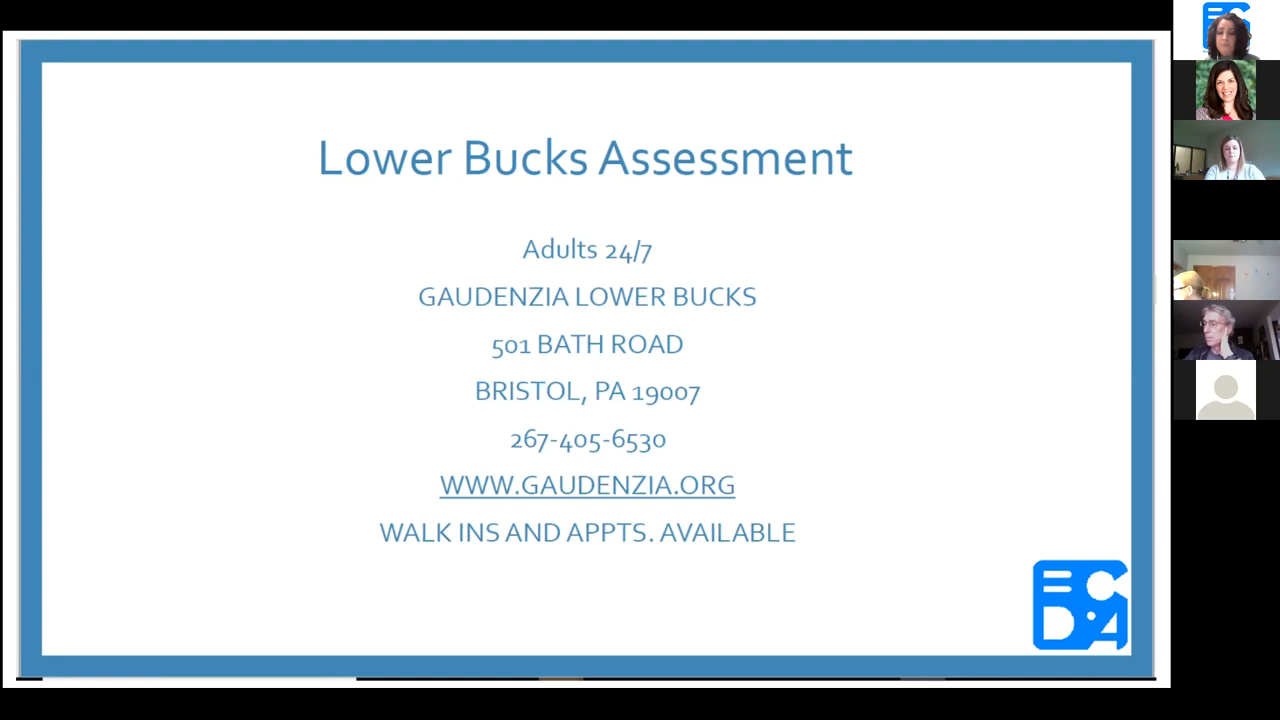 Lower Bucks Assessment
Adults 24/7
GAUDENZIA LOWER BUCKS
501 BATH ROAD
BRISTOL, PA 19007
267-405-6530
WWW.GAUDENZIA.ORG
WALK INS AND APPTS. AVAILABLE